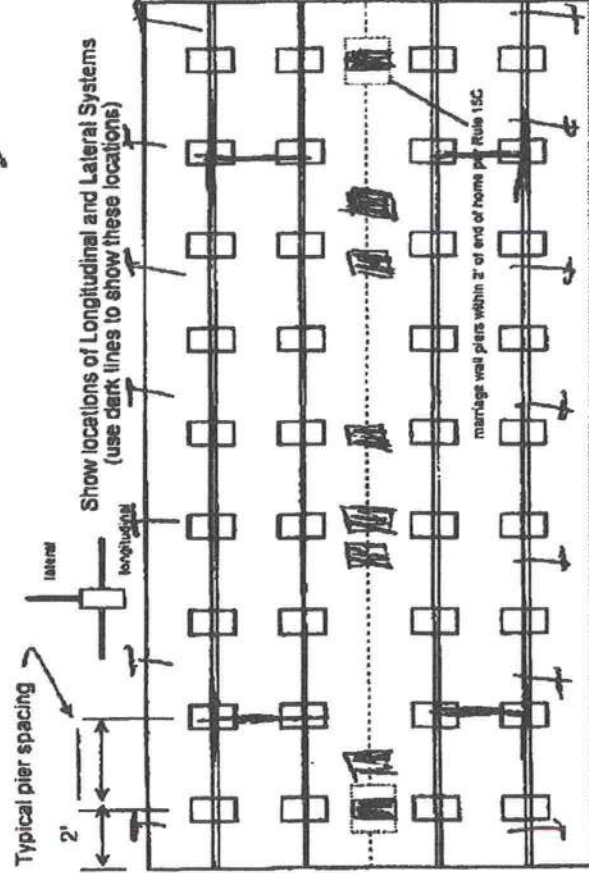 Typical pier spacing
2'
lateral
longitudinal
Show locations of Longitudinal and Lateral Systems
(use dark lines to show these locations)
marriage wall piers within 2' of end of home per Rule 15C